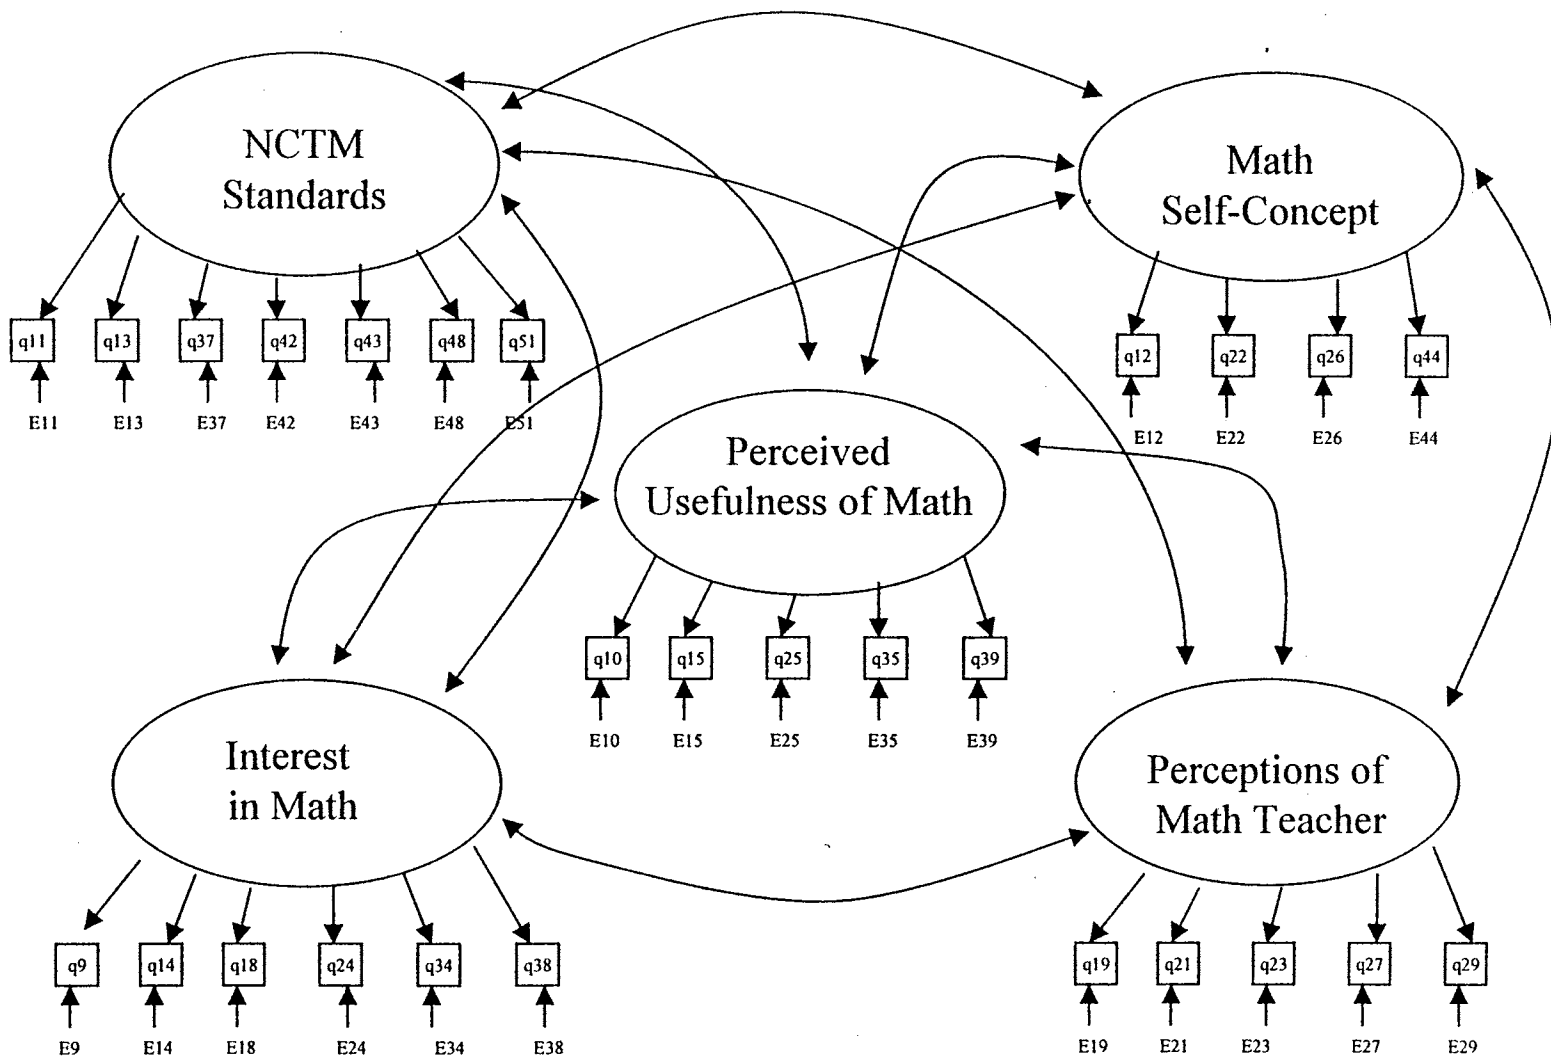 NCTM
Standards
Math
Self-Concept
q11 q13 q37 q42 q43 q48 q51
E11 E13 E37 E42 E43 E48 E51
q12 q22 q26 q44
E12 E22 E26 E44
Perceived
Usefulness of Math
q10 q15 q25 q35 q39
E10 E15 E25 E35 E39
Interest
in Math
Perceptions of
Math Teacher
q9 q14 q18 q24 q34 q38
E9 E14 E18 E24 E34 E38
q19 q21 q23 q27 q29
E19 E21 E23 E27 E29